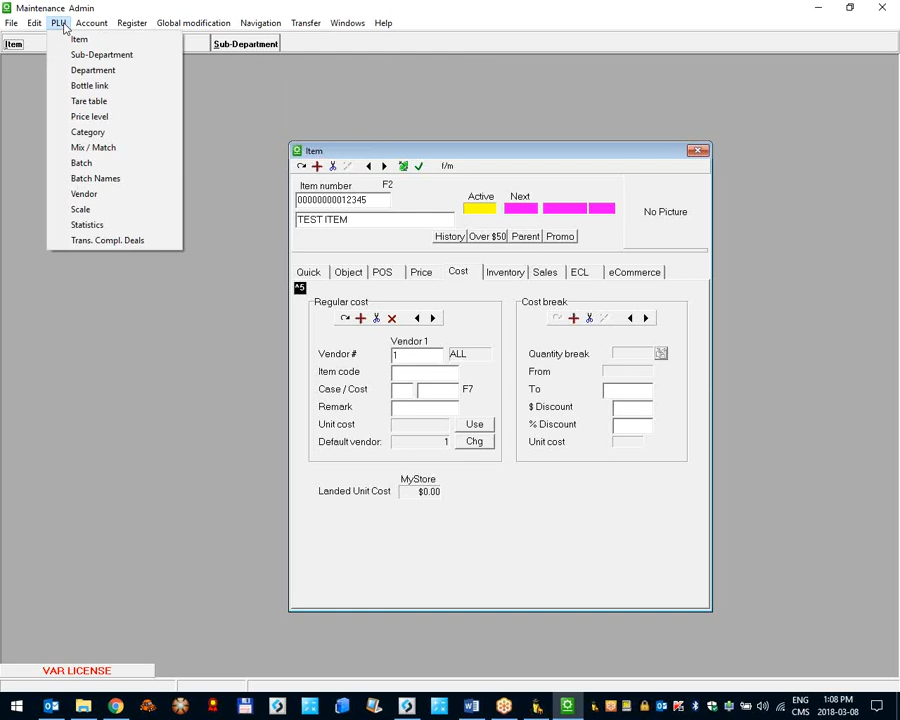 Maintenance Admin
File Edit PLU Account Register Global modification Navigation Transfer Windows Help
Item Sub-Department
Item
Sub-Department
Department
Bottle link
Tare table
Price level
Category
Mix / Match
Batch
Batch Names
Vendor
Scale
Statistics
Trans. Compl. Deals
Item
f/m
Item number F2
00000000012345
TEST ITEM
Active Next
No Picture
History Over $50 Parent Promo
Quick Object POS Price Cost Inventory Sales ECL eCommerce
^5
Regular cost
Vendor 1
Vendor # 1 ALL
Item code
Case / Cost F7
Remark
Unit cost Use
Default vendor: 1 Chg
Cost break
Quantity break
From
To
$ Discount
% Discount
Unit cost
MyStore
Landed Unit Cost $0.00
VAR LICENSE
ENG 1:08 PM
CMS 2018-03-08